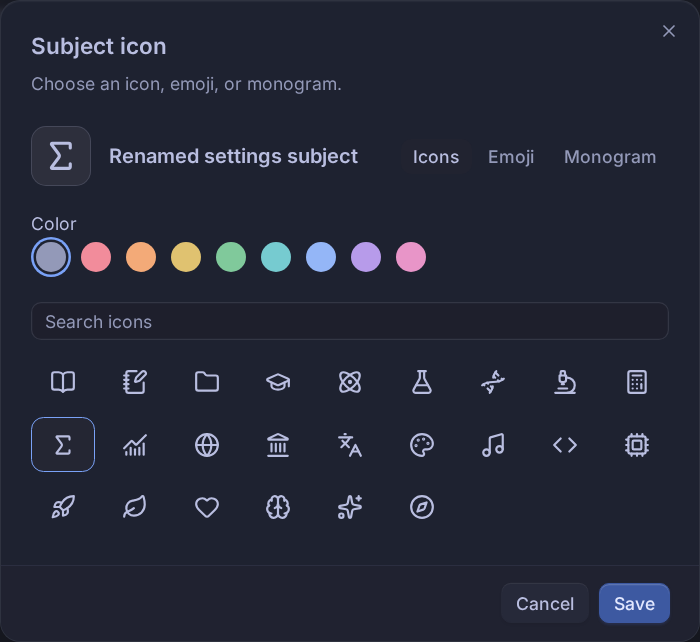 Subject icon
Choose an icon, emoji, or monogram.
Renamed settings subject
Icons
Emoji
Monogram
Color
Search icons
Cancel
Save